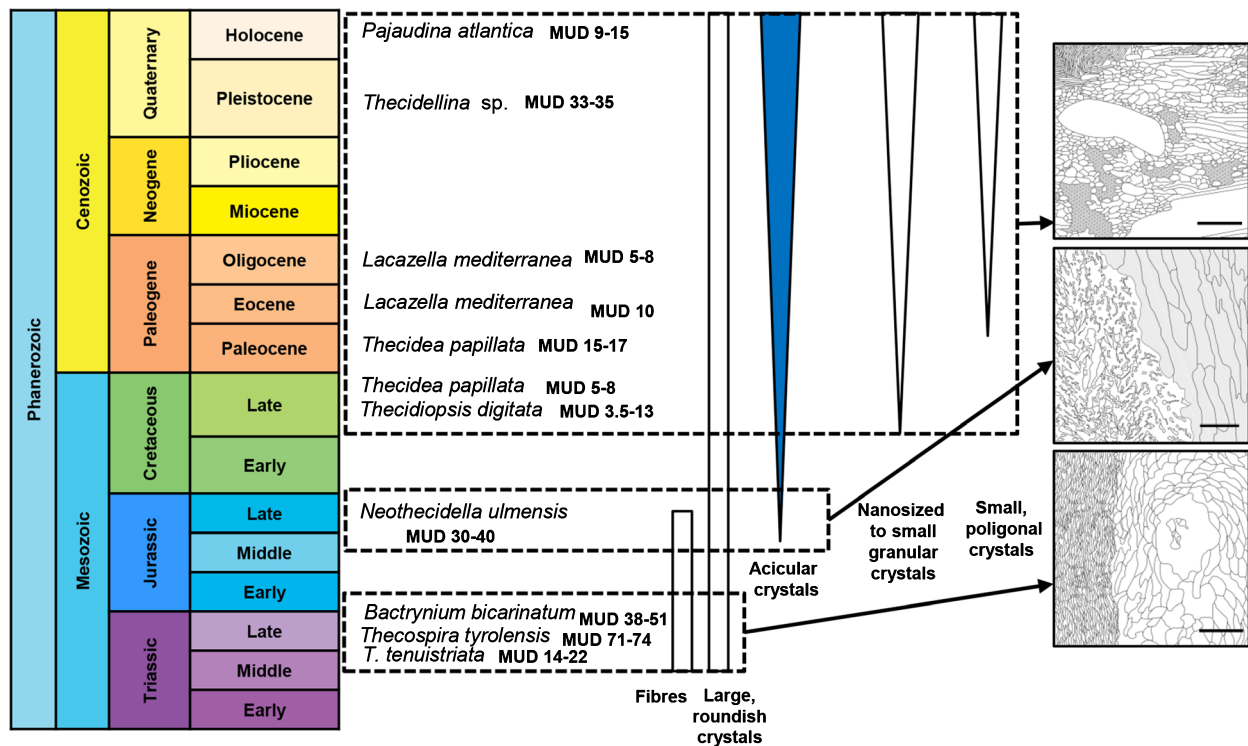 Phanerozoic
Cenozoic
Mesozoic
Quaternary
Neogene
Paleogene
Cretaceous
Jurassic
Triassic
Holocene
Pleistocene
Pliocene
Miocene
Oligocene
Eocene
Paleocene
Late
Early
Late
Middle
Early
Late
Middle
Early
Pajaudina atlantica MUD 9-15
Thecidellina sp. MUD 33-35
Lacazella mediterranea MUD 5-8
Lacazella mediterranea MUD 10
Thecidea papillata MUD 15-17
Thecidea papillata MUD 5-8
Thecidiopsis digitata MUD 3.5-13
Neothecidella ulmensis
MUD 30-40
Bactrynium bicarinatum MUD 38-51
Thecospira tyrolensis MUD 71-74
T. tenuistriata MUD 14-22
Fibres
Large,
roundish
crystals
Acicular
crystals
Nanosized
to small
granular
crystals
Small,
poligonal
crystals